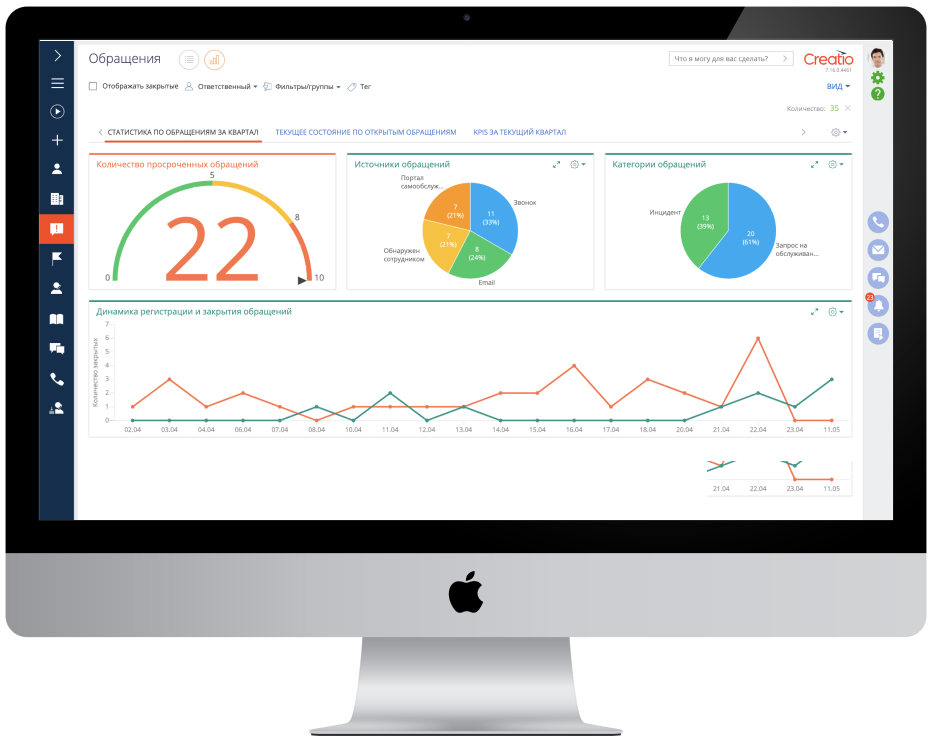 Обращения
Что я могу для вас сделать?
Creatio
7.16.0.4461
Отображать закрытые
Ответственный
Фильтры/группы
Тег
ВИД
Количество: 35
СТАТИСТИКА ПО ОБРАЩЕНИЯМ ЗА КВАРТАЛ
ТЕКУЩЕЕ СОСТОЯНИЕ ПО ОТКРЫТЫМ ОБРАЩЕНИЯМ
KPIS ЗА ТЕКУЩИЙ КВАРТАЛ
Количество просроченных обращений
5
8
22
0
10
Источники обращений
Портал
самообслуж...
7
(21%)
11
(33%)
Звонок
7
(21%)
8
(24%)
Обнаружен
сотрудником
Email
Категории обращений
Инцидент
13
(39%)
20
(61%)
Запрос на
обслуживан...
23
Динамика регистрации и закрытия обращений
Количество закрытых
7
6
5
4
3
2
1
0
02.04 03.04 04.04 06.04 07.04 08.04 10.04 11.04 12.04 13.04 14.04 15.04 16.04 17.04 18.04 20.04 21.04 22.04 23.04 11.05
21.04 22.04 23.04 11.05